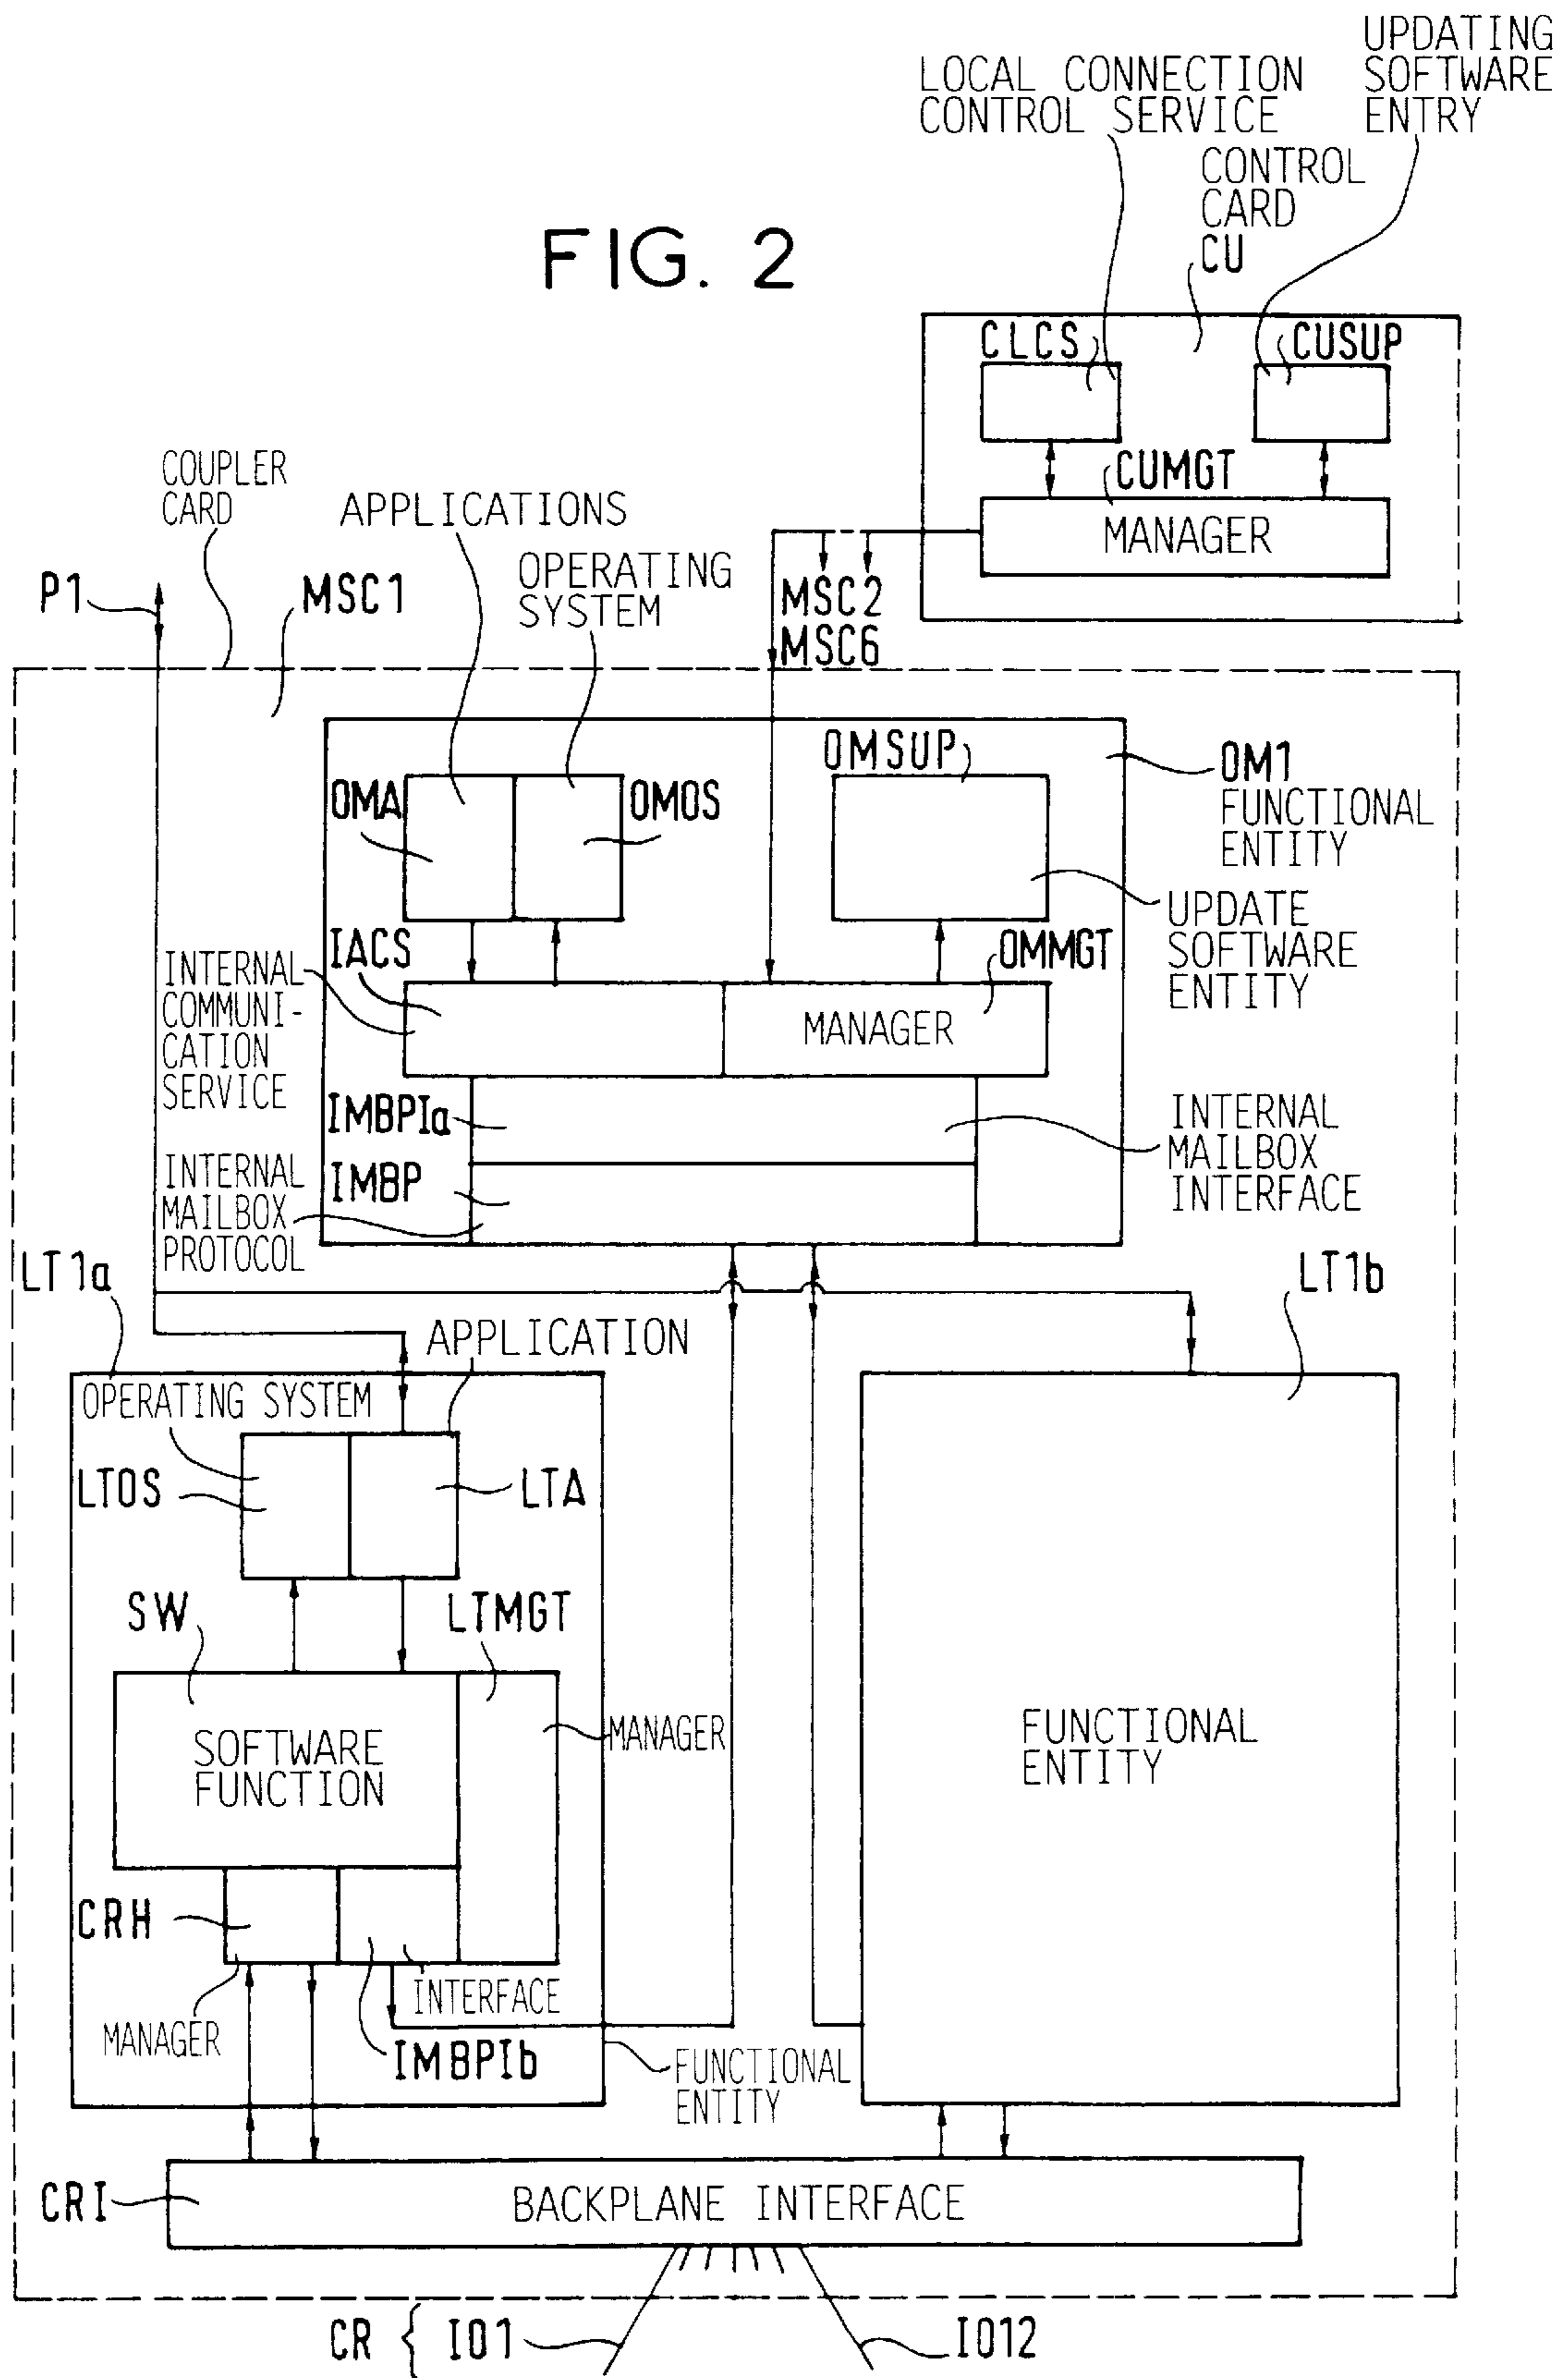 UPDATING
SOFTWARE
ENTRY
LOCAL CONNECTION
CONTROL SERVICE
CONTROL
CARD
CU
FIG. 2
CLCS
CUSUP
CUMGT
MANAGER
COUPLER
CARD
APPLICATIONS
OPERATING
SYSTEM
P1
MSC1
MSC2
MSC6
OMSUP
OM1
FUNCTIONAL
ENTITY
OMA
OMOS
UPDATE
SOFTWARE
ENTITY
IACS
OMMGT
INTERNAL
COMMUNI-
CATION
SERVICE
MANAGER
IMBPIa
INTERNAL
MAILBOX
INTERFACE
INTERNAL
MAILBOX
PROTOCOL
IMBP
LT1a
LT1b
APPLICATION
OPERATING SYSTEM
LTOS
LTA
SW
LTMGT
SOFTWARE
FUNCTION
MANAGER
FUNCTIONAL
ENTITY
CRH
INTERFACE
MANAGER
IMBPIb
FUNCTIONAL
ENTITY
CRI
BACKPLANE INTERFACE
CR { IO1
IO12